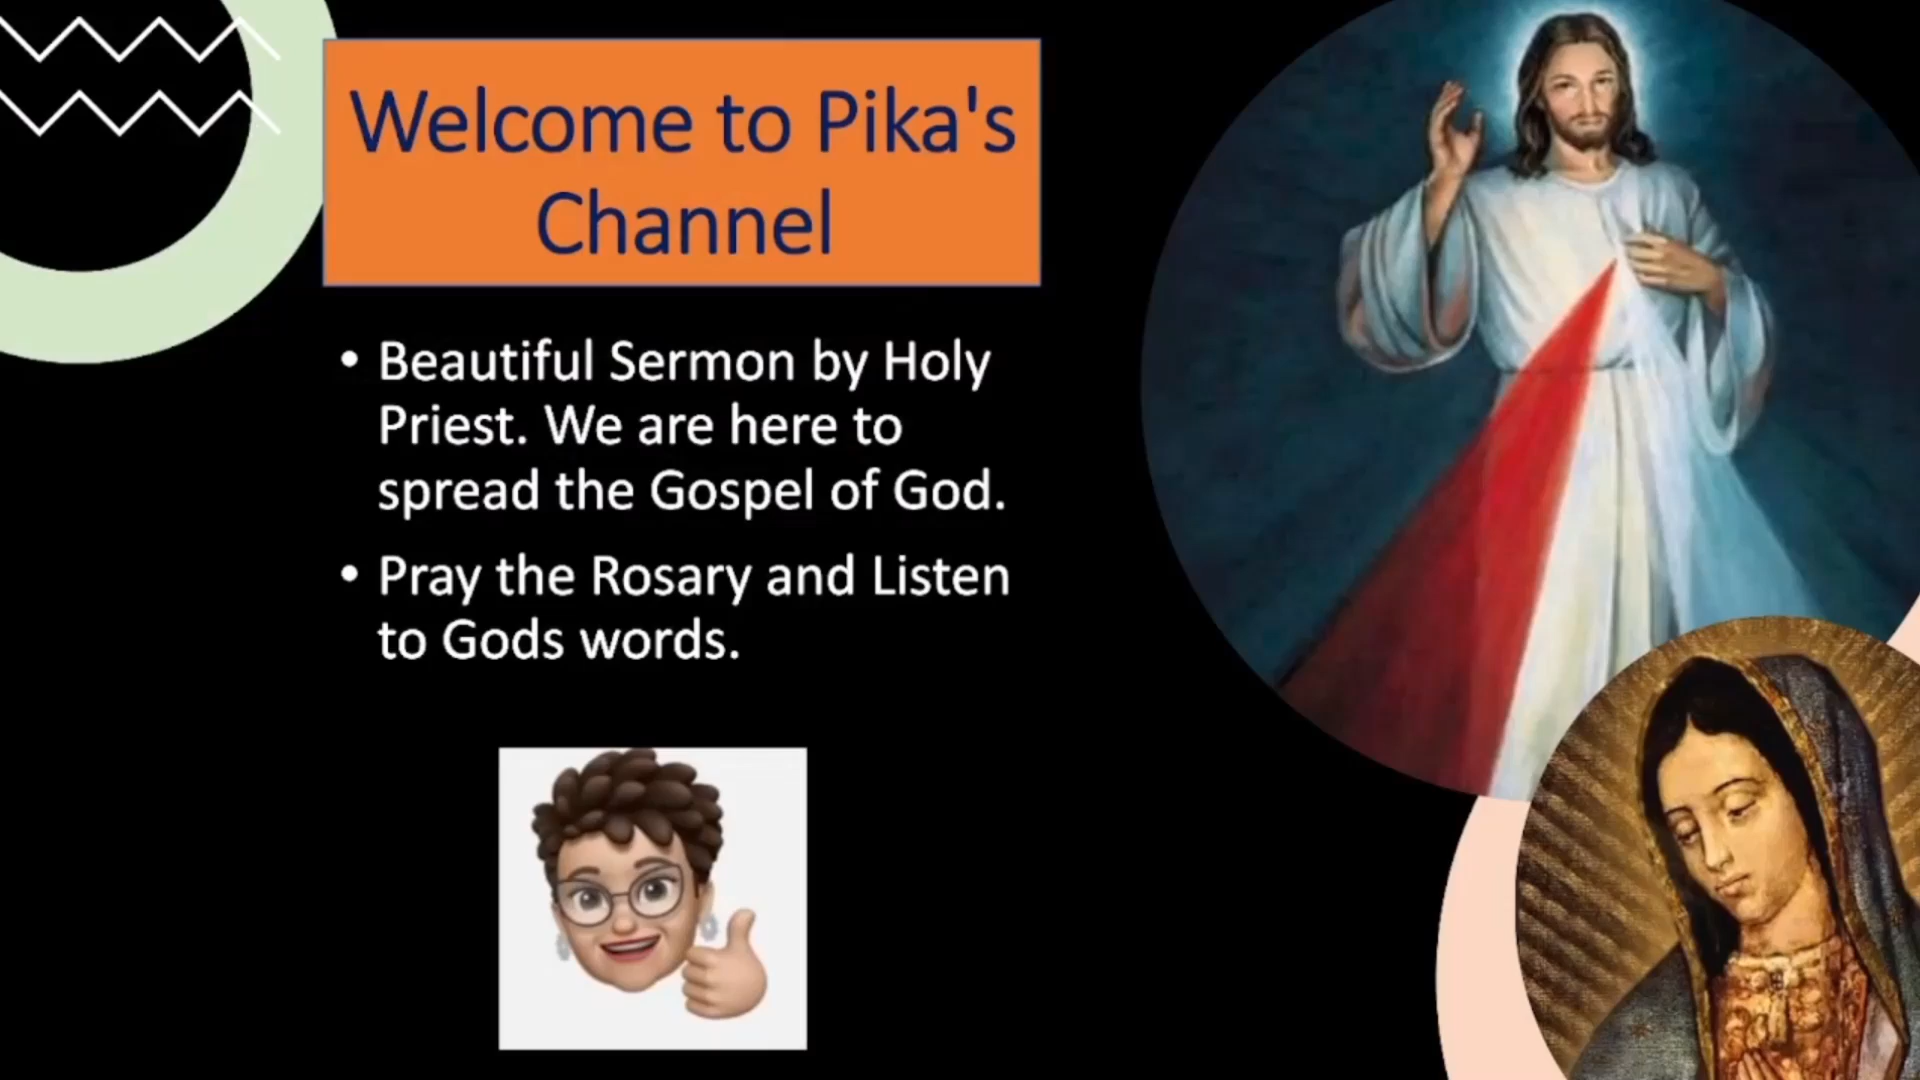 Welcome to Pika's
Channel
• Beautiful Sermon by Holy
Priest. We are here to
spread the Gospel of God.
• Pray the Rosary and Listen
to Gods words.